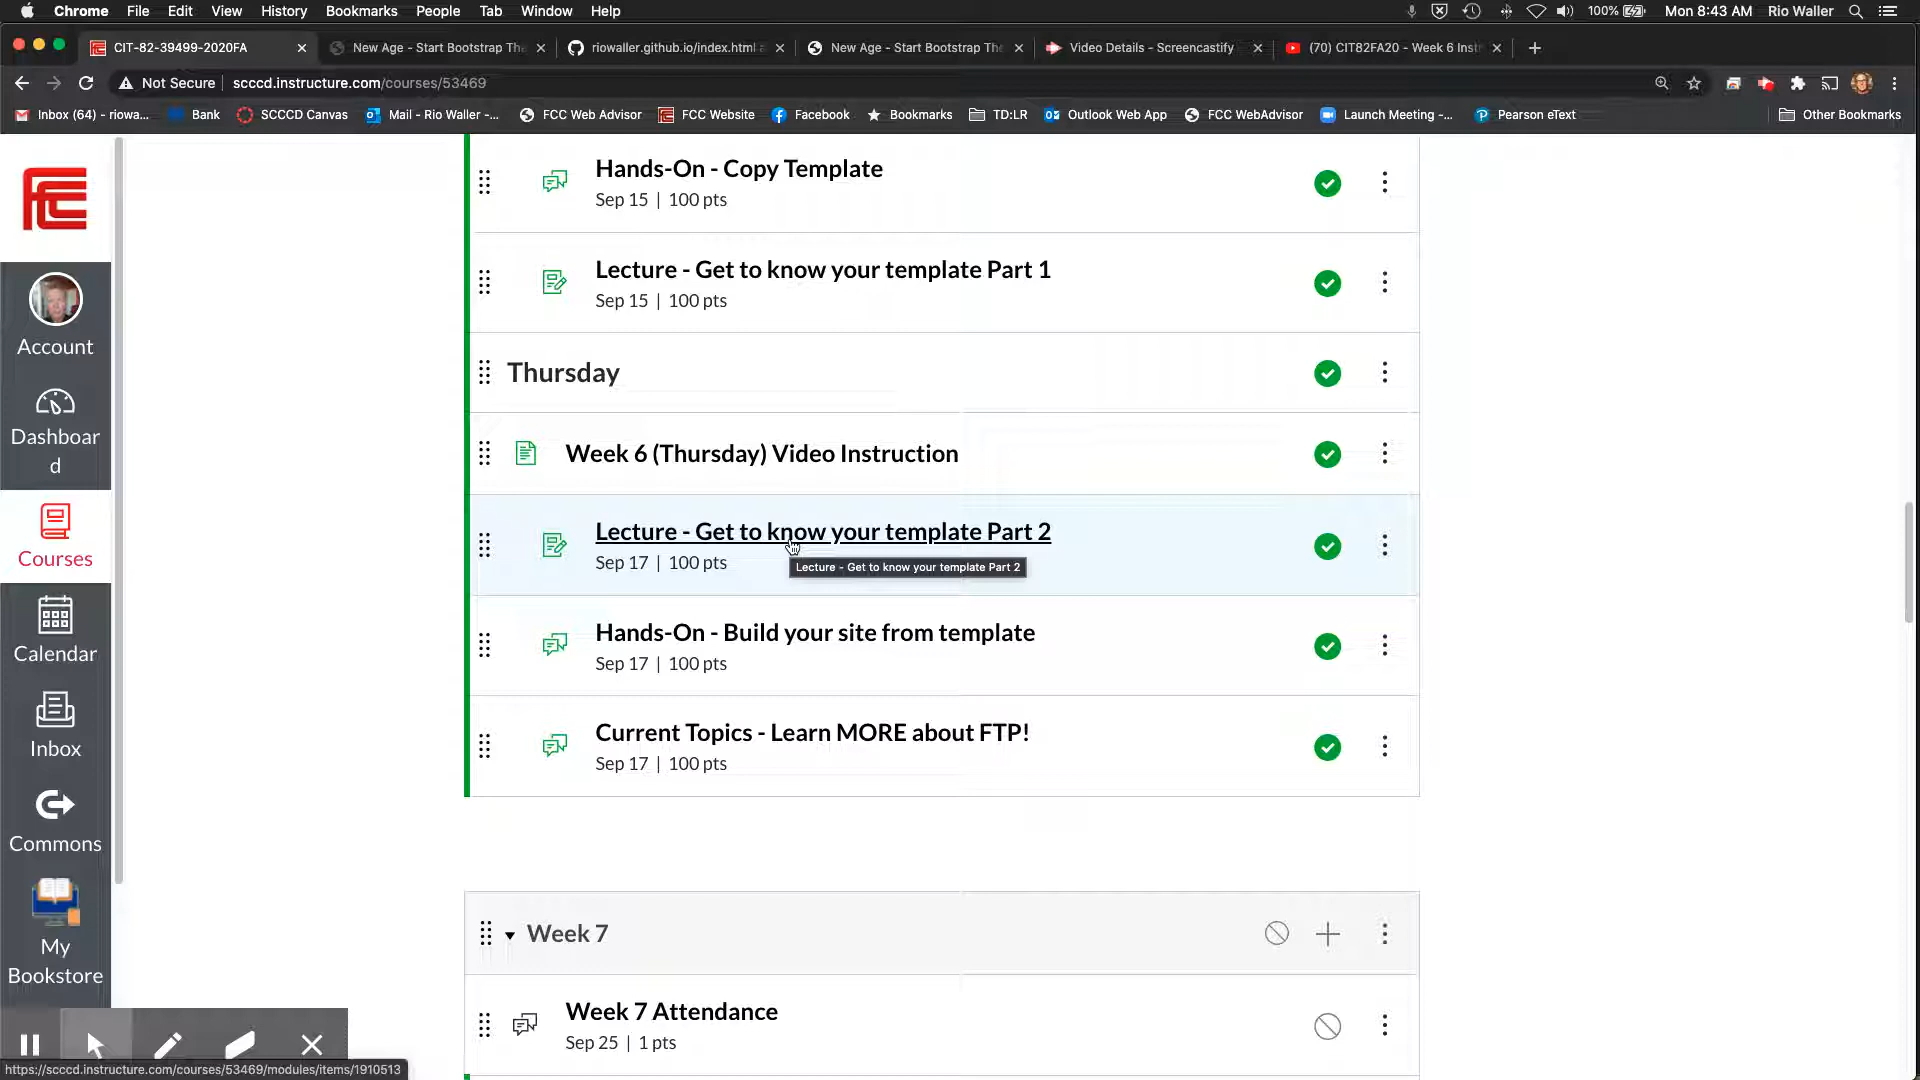 Chrome File Edit View History Bookmarks People Tab Window Help
100% Mon 8:43 AM Rio Waller
CIT-82-39499-2020FA
New Age - Start Bootstrap The
riowaller.github.io/index.html a
New Age - Start Bootstrap The
Video Details - Screencastify
(70) CIT82FA20 - Week 6 Instr
Not Secure scccd.instructure.com/courses/53469
Inbox (64) - riowa... Bank SCCCD Canvas Mail - Rio Waller -... FCC Web Advisor FCC Website Facebook Bookmarks TD:LR Outlook Web App FCC WebAdvisor Launch Meeting -... Pearson eText Other Bookmarks
Account
Dashboar
d
Courses
Calendar
Inbox
Commons
My
Bookstore
Hands-On - Copy Template
Sep 15 | 100 pts
Lecture - Get to know your template Part 1
Sep 15 | 100 pts
Thursday
Week 6 (Thursday) Video Instruction
Lecture - Get to know your template Part 2
Sep 17 | 100 pts
Lecture - Get to know your template Part 2
Hands-On - Build your site from template
Sep 17 | 100 pts
Current Topics - Learn MORE about FTP!
Sep 17 | 100 pts
Week 7
Week 7 Attendance
Sep 25 | 1 pts
https://scccd.instructure.com/courses/53469/modules/items/1910513